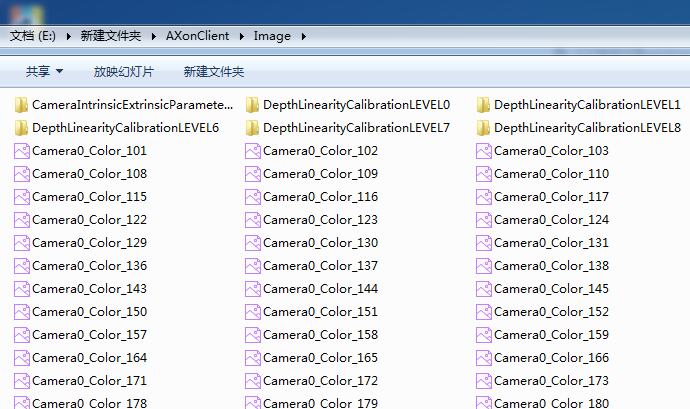 文档 (E:) 新建文件夹 AXonClient Image
共享 放映幻灯片 新建文件夹
CameraIntrinsicExtrinsicParamete... DepthLinearityCalibrationLEVEL0 DepthLinearityCalibrationLEVEL1
DepthLinearityCalibrationLEVEL6 DepthLinearityCalibrationLEVEL7 DepthLinearityCalibrationLEVEL8
Camera0_Color_101 Camera0_Color_102 Camera0_Color_103
Camera0_Color_108 Camera0_Color_109 Camera0_Color_110
Camera0_Color_115 Camera0_Color_116 Camera0_Color_117
Camera0_Color_122 Camera0_Color_123 Camera0_Color_124
Camera0_Color_129 Camera0_Color_130 Camera0_Color_131
Camera0_Color_136 Camera0_Color_137 Camera0_Color_138
Camera0_Color_143 Camera0_Color_144 Camera0_Color_145
Camera0_Color_150 Camera0_Color_151 Camera0_Color_152
Camera0_Color_157 Camera0_Color_158 Camera0_Color_159
Camera0_Color_164 Camera0_Color_165 Camera0_Color_166
Camera0_Color_171 Camera0_Color_172 Camera0_Color_173
Camera0_Color_178 Camera0_Color_179 Camera0_Color_180